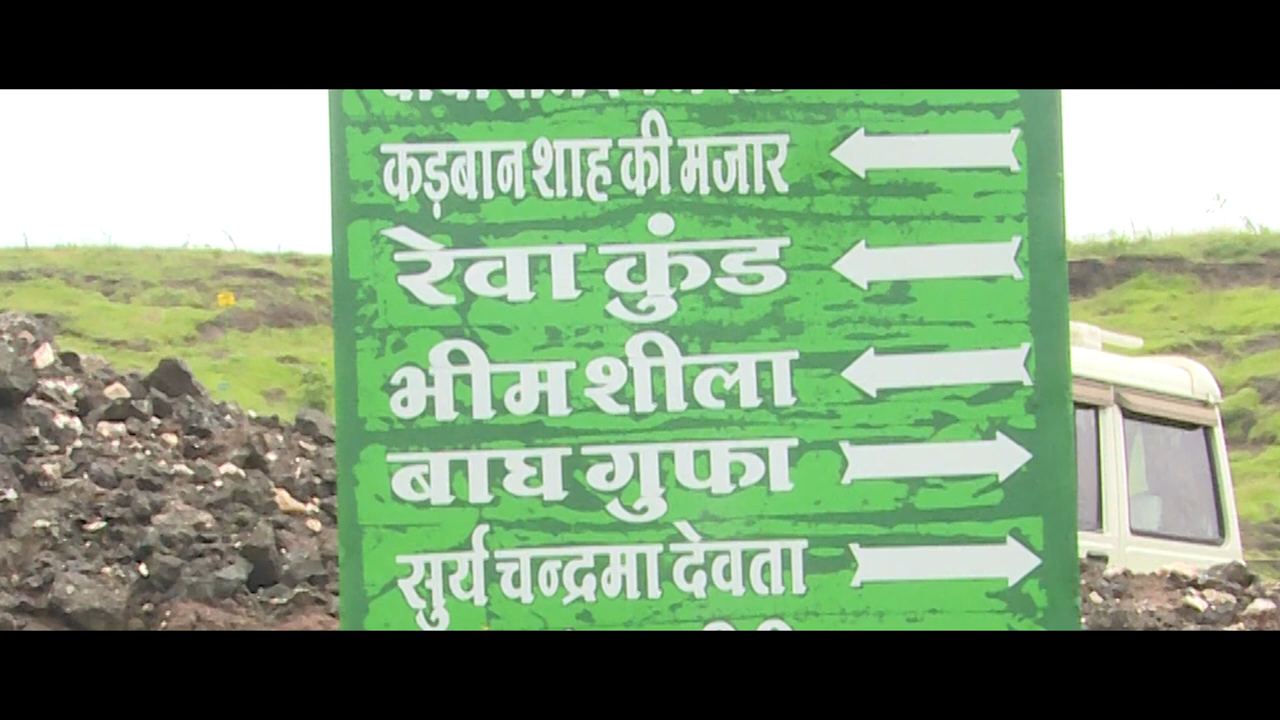 कड़बान शाह की मजार
रेवा कुंड
भीम शीला
बाघ गुफा
सुर्य चन्द्रमा देवता